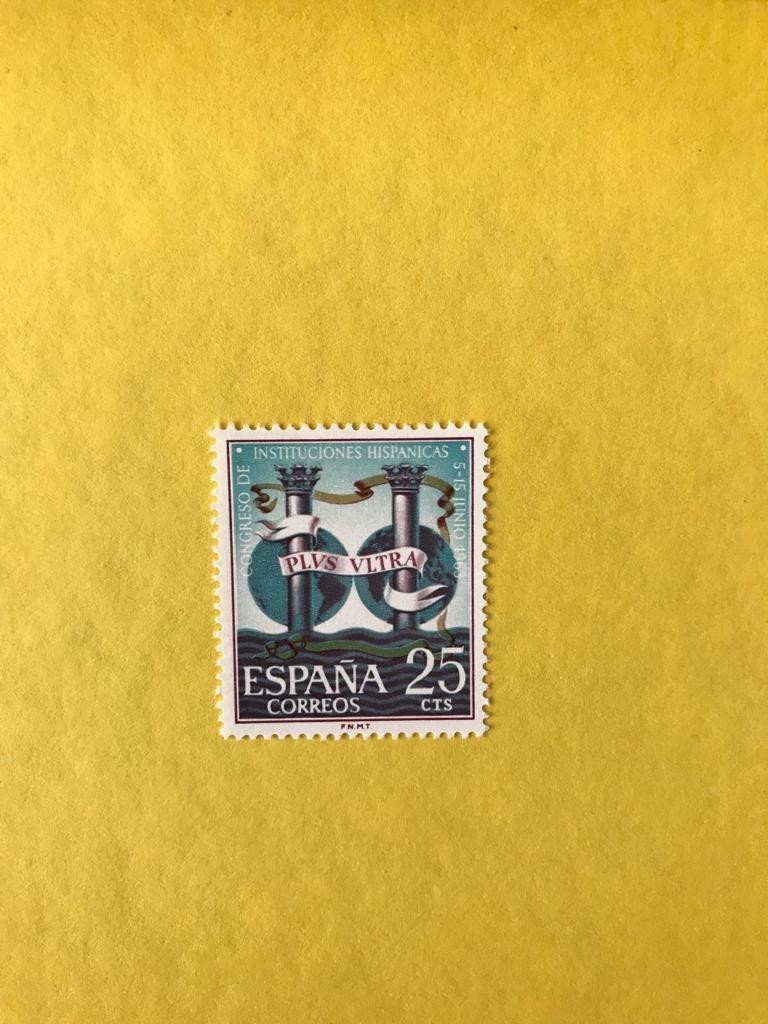 CONGRESO DE
INSTITUCIONES HISPANICAS
5-15 JUNIO 1963
PLVS VLTRA
ESPAÑA 25
CORREOS CTS
F.N.M.T.